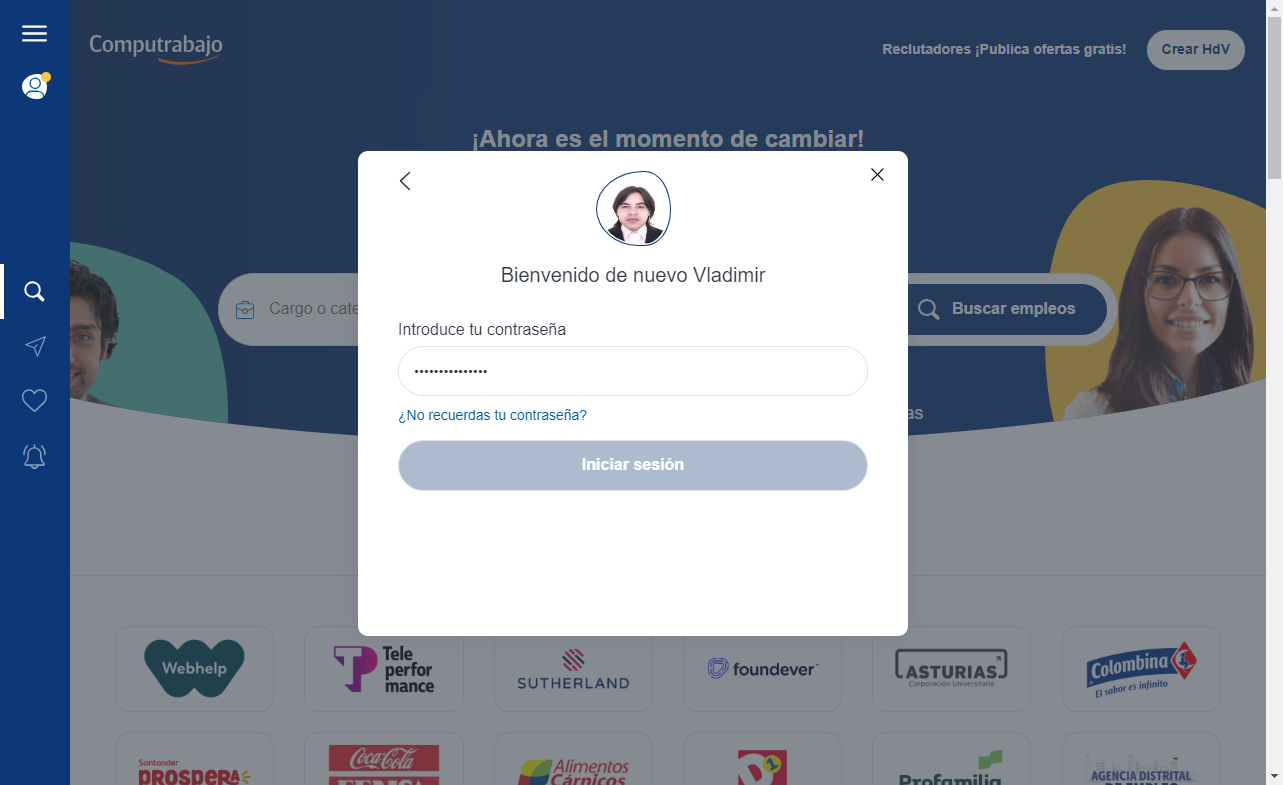 Computrabajo
Reclutadores ¡Publica ofertas gratis!
Crear HdV
¡Ahora es el momento de cambiar!
Bienvenido de nuevo Vladimir
Cargo o cate
Buscar empleos
Introduce tu contraseña
•••••••••••••••
¿No recuerdas tu contraseña?
as
Iniciar sesión
Webhelp
Tele
perfor
mance
SUTHERLAND
foundever
ASTURIAS
Corporación Universitaria
Colombina
El sabor es infinito
Santander
PROSPERA
Coca-Cola
FEMSA
Alimentos
Cárnicos
D1
Profamilia
AGENCIA DISTRITAL
DE EMPLEO